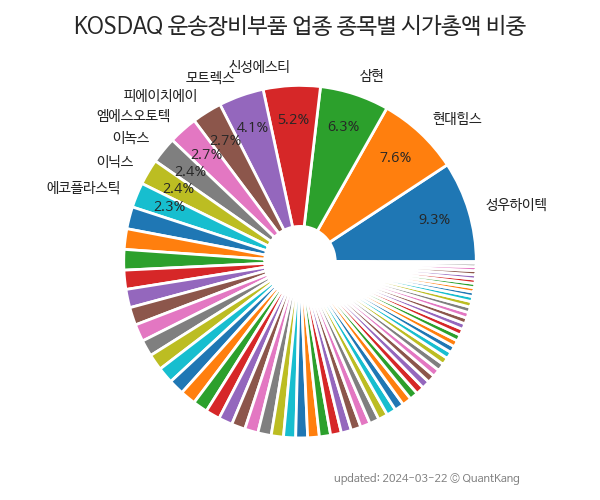 KOSDAQ 운송장비부품 업종 종목별 시가총액 비중
신성에스티
모트렉스
삼현
피에이치에이
엠에스오토텍
현대힘스
이녹스
이닉스
에코플라스틱
성우하이텍
5.2%
4.1%
6.3%
2.7%
2.7%
7.6%
2.4%
2.4%
2.3%
9.3%
updated: 2024-03-22 © QuantKang